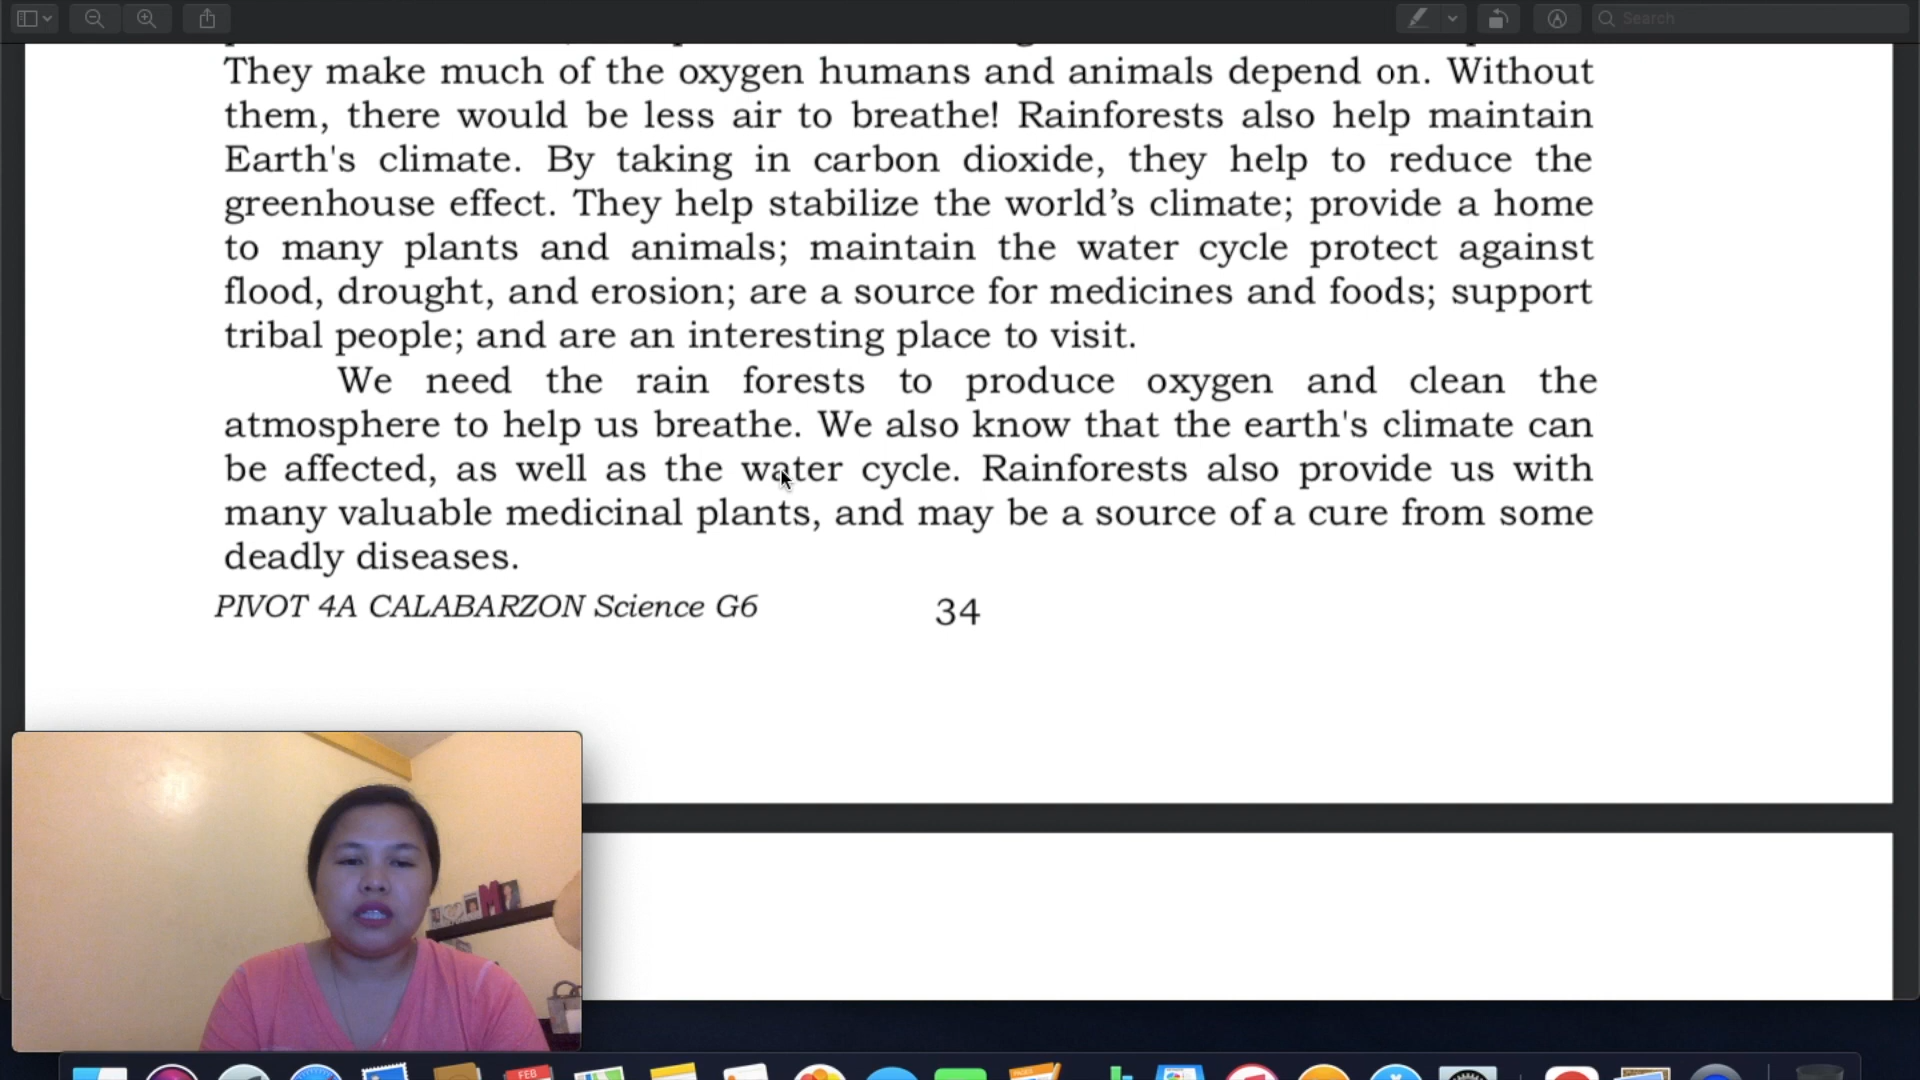 Search
They make much of the oxygen humans and animals depend on. Without
them, there would be less air to breathe! Rainforests also help maintain
Earth's climate. By taking in carbon dioxide, they help to reduce the
greenhouse effect. They help stabilize the world’s climate; provide a home
to many plants and animals; maintain the water cycle protect against
flood, drought, and erosion; are a source for medicines and foods; support
tribal people; and are an interesting place to visit.
We need the rain forests to produce oxygen and clean the
atmosphere to help us breathe. We also know that the earth's climate can
be affected, as well as the water cycle. Rainforests also provide us with
many valuable medicinal plants, and may be a source of a cure from some
deadly diseases.
PIVOT 4A CALABARZON Science G6 34
M
FEB
PAGES